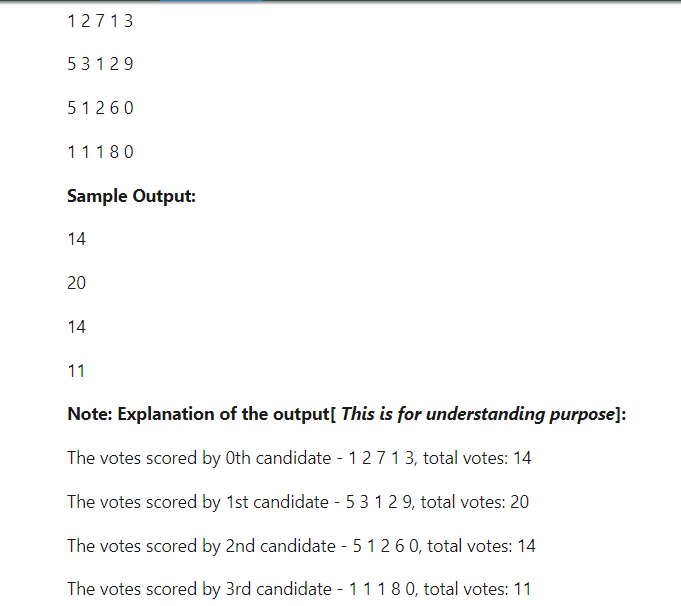 1 2 7 1 3
5 3 1 2 9
5 1 2 6 0
1 1 1 8 0
Sample Output:
14
20
14
11
Note: Explanation of the output[ This is for understanding purpose]:
The votes scored by 0th candidate - 1 2 7 1 3, total votes: 14
The votes scored by 1st candidate - 5 3 1 2 9, total votes: 20
The votes scored by 2nd candidate - 5 1 2 6 0, total votes: 14
The votes scored by 3rd candidate - 1 1 1 8 0, total votes: 11